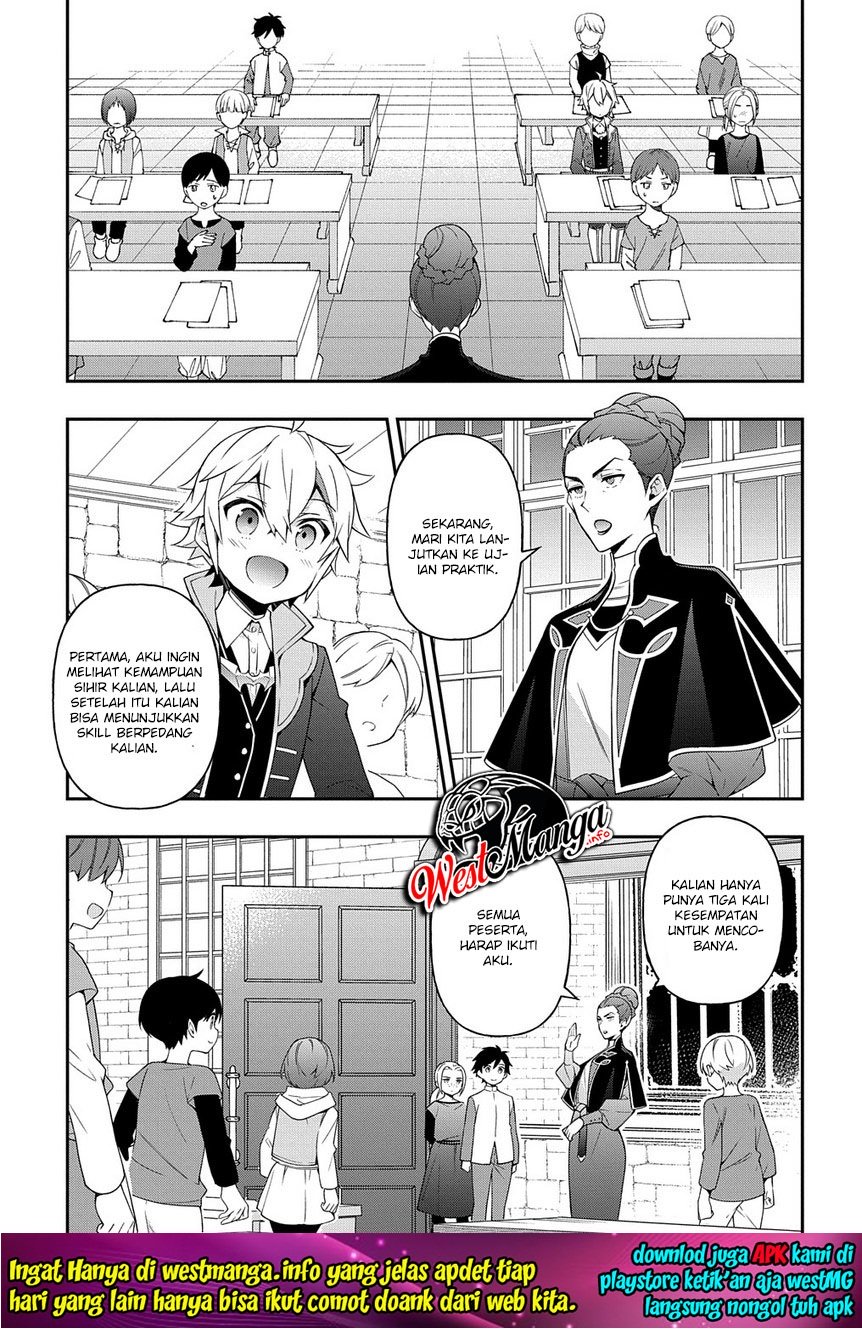 SEKARANG,
MARI KITA LAN-
JUTKAN KE UJ-
IAN PRAKTIK.
PERTAMA, AKU INGIN
MELIHAT KEMAMPUAN
SIHIR KALIAN, LALU
SETELAH ITU KALIAN
BISA MENUNJUKKAN
SKILL BERPEDANG
KALIAN.
WestManga
.info
KALIAN HANYA
PUNYA TIGA KALI
KESEMPATAN
UNTUK MENCO-
BANYA.
SEMUA
PESERTA,
HARAP IKUTI
AKU.
Ingat Hanya di westmanga.info yang jelas apdet tiap
hari yang lain hanya bisa ikut comot doank dari web kita.
downlod juga APK kami di
playstore ketik'an aja westMG
langsung nongol tuh apk